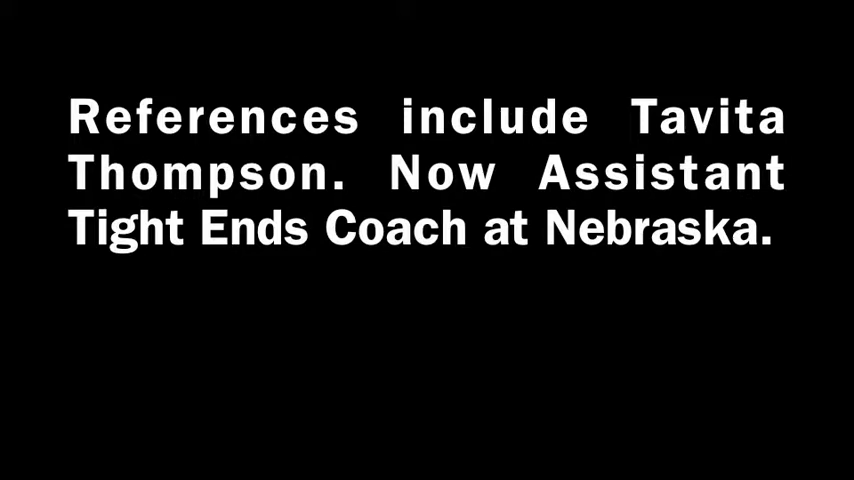 References include Tavita
Thompson. Now Assistant
Tight Ends Coach at Nebraska.